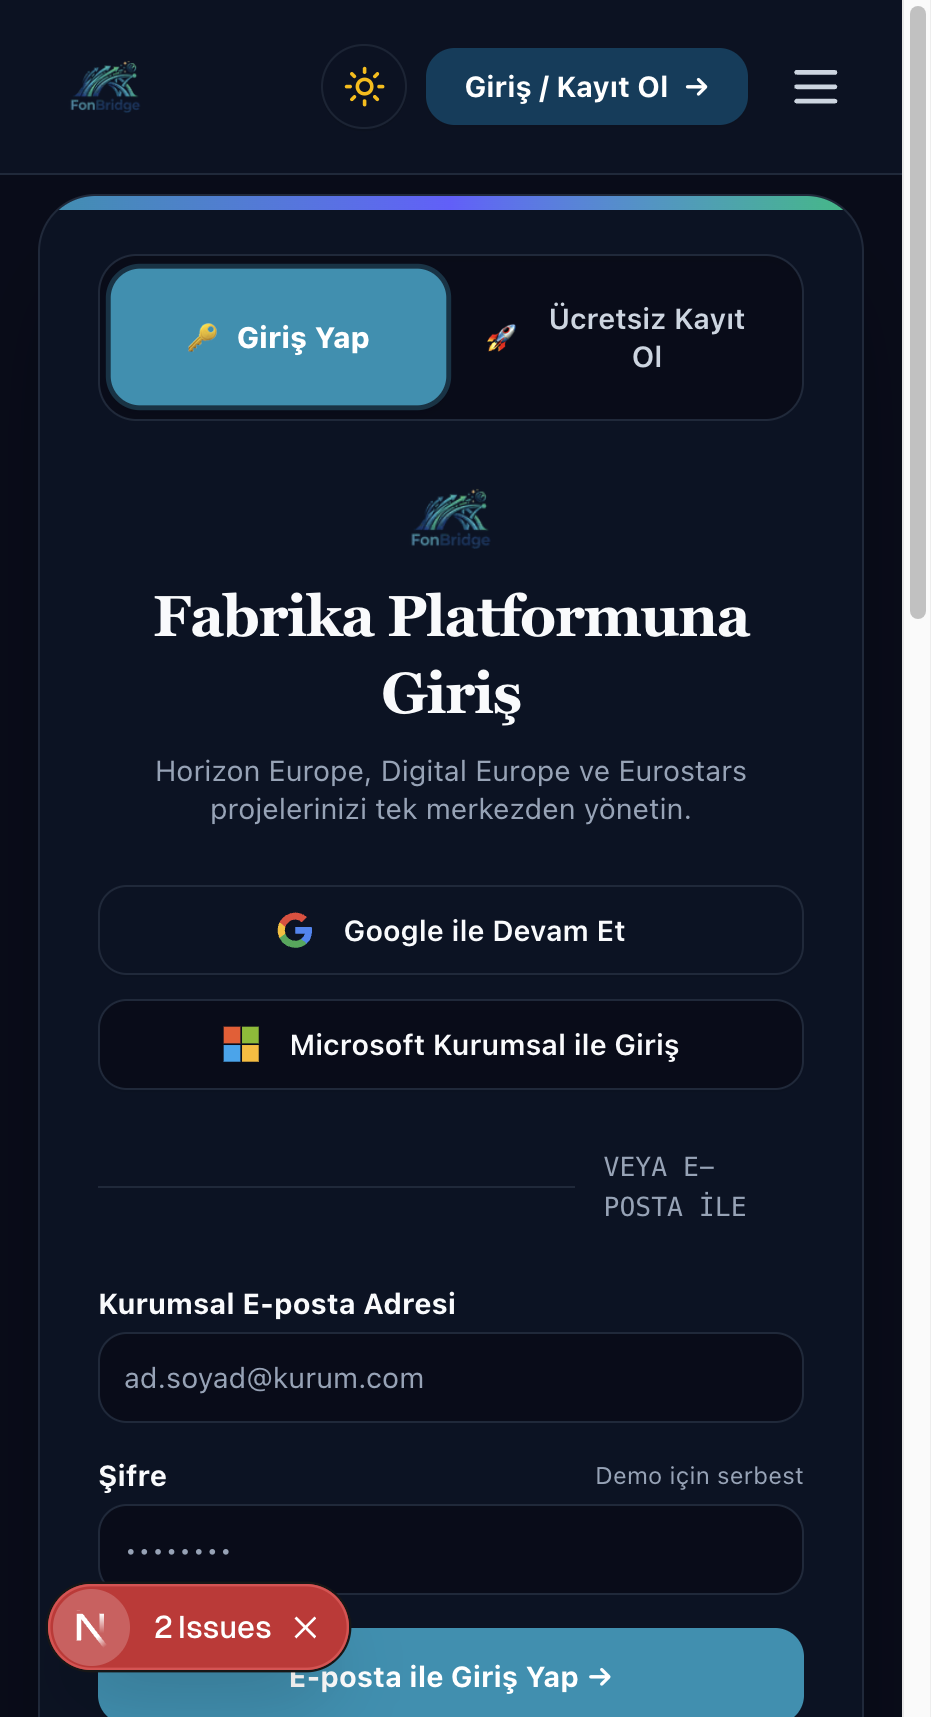 FonBridge
Giriş / Kayıt Ol →
🔑 Giriş Yap
🚀 Ücretsiz Kayıt
Ol
FonBridge
Fabrika Platformuna
Giriş
Horizon Europe, Digital Europe ve Eurostars
projelerinizi tek merkezden yönetin.
Google ile Devam Et
Microsoft Kurumsal ile Giriş
VEYA E-
POSTA İLE
Kurumsal E-posta Adresi
ad.soyad@kurum.com
Şifre
Demo için serbest
••••••••
N 2 Issues ×
E-posta ile Giriş Yap →